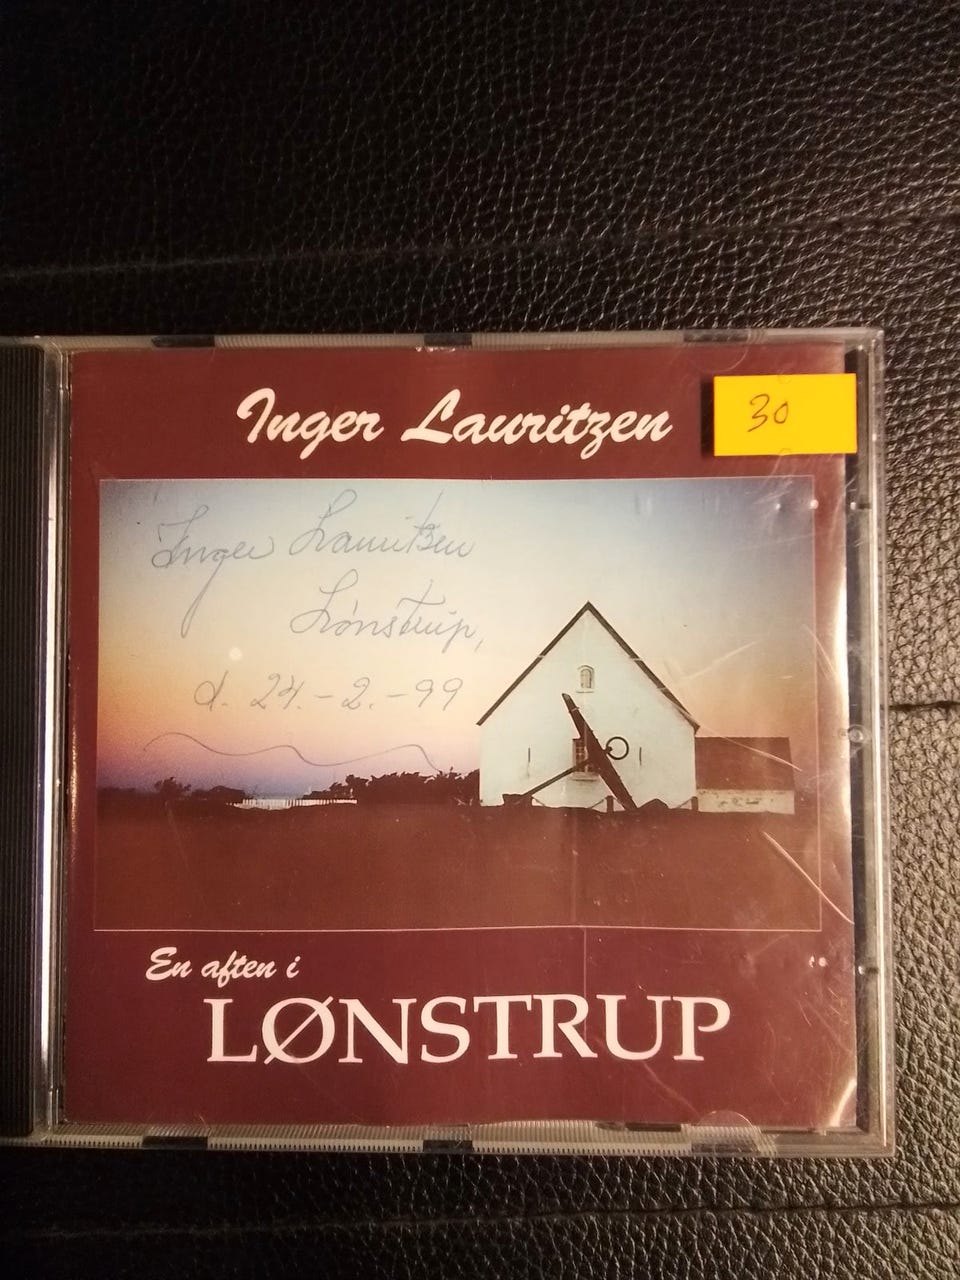 Inger Lauritzen
30
Inger Lauritzen
Lønstrup,
d. 24.-2.-99
En aften i
LØNSTRUP